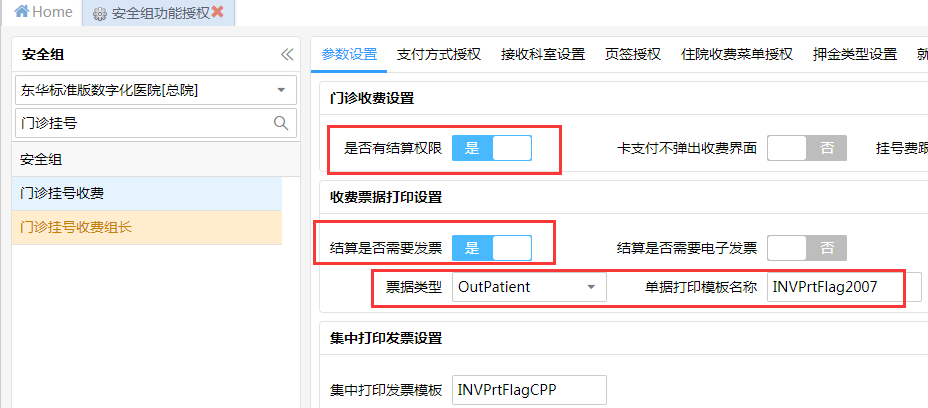 Home 安全组功能授权
安全组
东华标准版数字化医院[总院]
门诊挂号
安全组
门诊挂号收费
门诊挂号收费组长
参数设置 支付方式授权 接收科室设置 页签授权 住院收费菜单授权 押金类型设置
门诊收费设置
是否有结算权限 是 卡支付不弹出收费界面 否 挂号费跟
收费票据打印设置
结算是否需要发票 是 结算是否需要电子发票 否
票据类型 OutPatient 单据打印模板名称 INVPrtFlag2007
集中打印发票设置
集中打印发票模板 INVPrtFlagCPP